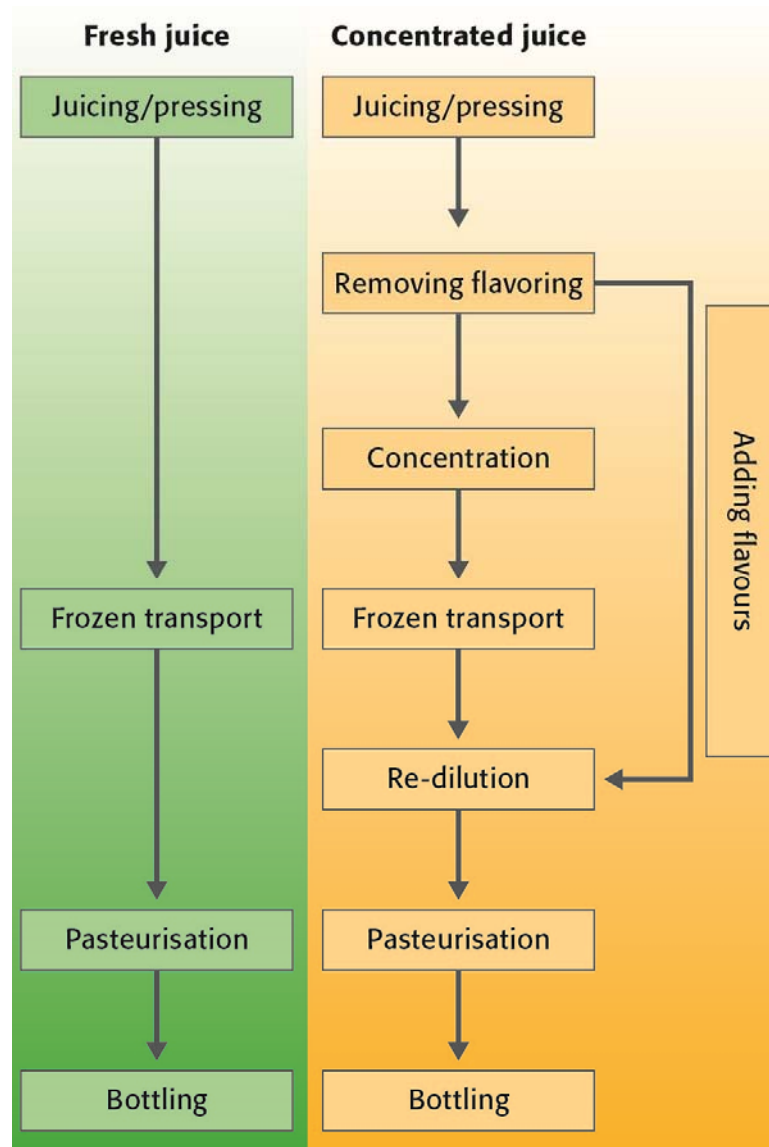 Fresh juice
Juicing/pressing
Frozen transport
Pasteurisation
Bottling
Concentrated juice
Juicing/pressing
Removing flavoring
Concentration
Frozen transport
Re-dilution
Pasteurisation
Bottling
Adding flavours